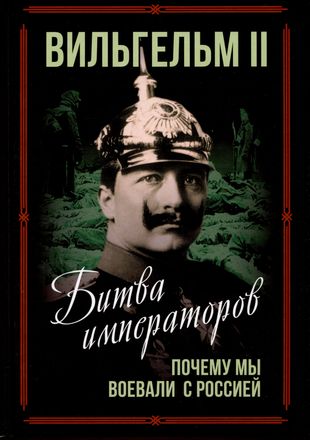 ВИЛЬГЕЛЬМ II
Битва
императоров
ПОЧЕМУ МЫ
ВОЕВАЛИ С РОССИЕЙ